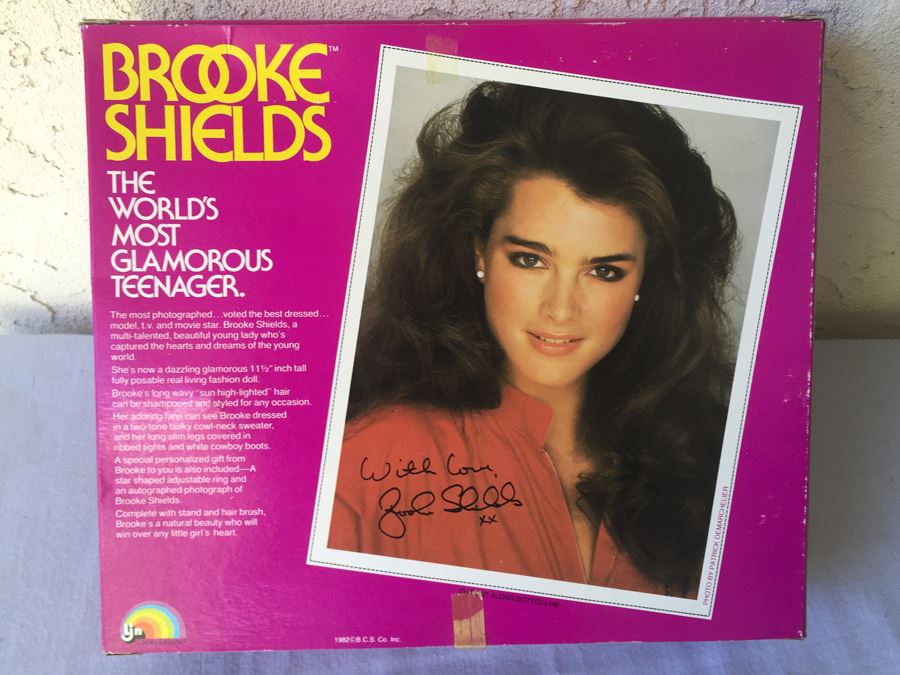 BROOKE™
SHIELDS
THE
WORLD'S
MOST
GLAMOROUS
TEENAGER.
The most photographed...voted the best dressed...
model, t.v. and movie star. Brooke Shields, a
multi-talented, beautiful young lady who's
captured the hearts and dreams of the young
world.
She's now a dazzling glamorous 11½" inch tall
fully posable real living fashion doll.
Brooke's long wavy "sun high-lighted" hair
can be shampooed and styled for any occasion.
Her adoring fans can see Brooke dressed
in a two-tone bulky cowl-neck sweater,
and her long slim legs covered in
ribbed tights and white cowboy boots.
A special personalized gift from
Brooke to you is also included—A
star shaped adjustable ring and
an autographed photograph of
Brooke Shields.
Complete with stand and hair brush,
Brooke's a natural beauty who will
win over any little girl's heart.
With Love,
Brooke Shields
xx
PHOTO BY PATRICK DEMARCHELIER
ALONG DOTTED LINE
ljn
1982©B.C.S. Co. Inc.